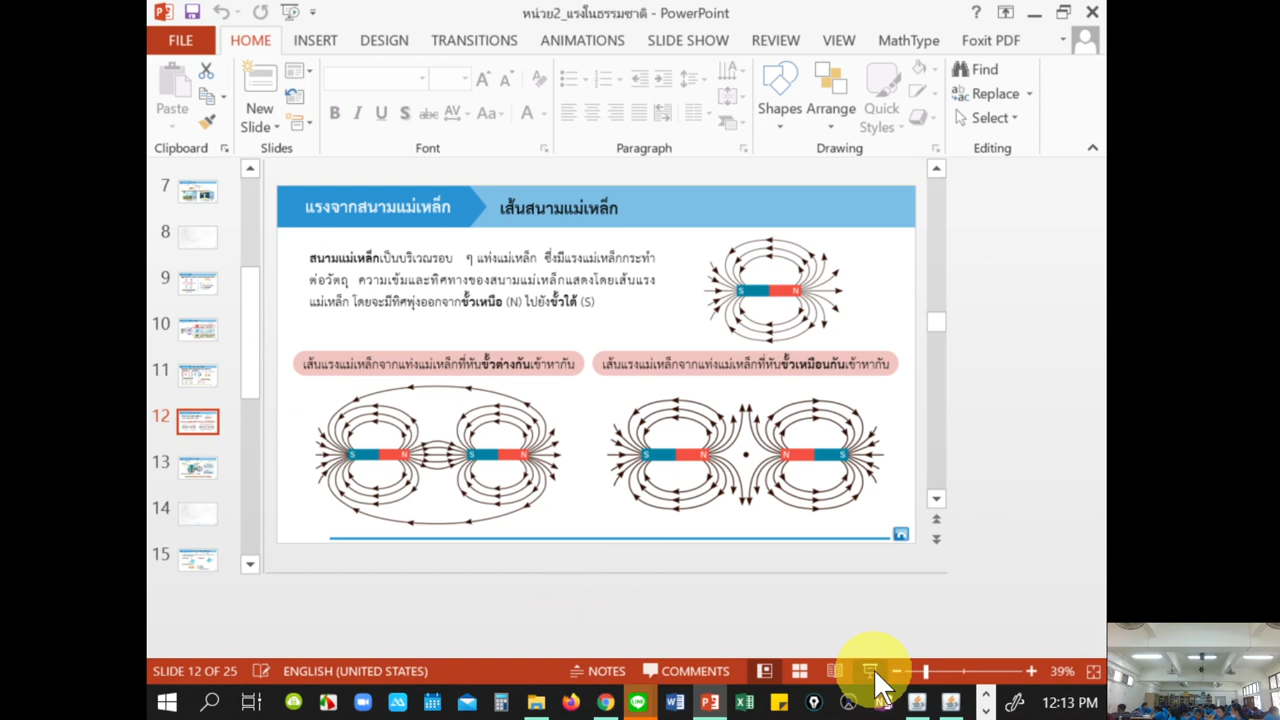 หน่วย2_แรงในธรรมชาติ - PowerPoint
?
FILE
HOME
INSERT
DESIGN
TRANSITIONS
ANIMATIONS
SLIDE SHOW
REVIEW
VIEW
MathType
Foxit PDF
Paste
New
Slide
B I U S abc AV Aa A
Shapes
Arrange
Quick
Styles
Find
Replace
Select
Clipboard
Slides
Font
Paragraph
Drawing
Editing
7
8
9
10
11
12
13
14
15
แรงจากสนามแม่เหล็ก
เส้นสนามแม่เหล็ก
สนามแม่เหล็กเป็นบริเวณรอบ ๆ แท่งแม่เหล็ก ซึ่งมีแรงแม่เหล็กกระทำ
ต่อวัตถุ ความเข้มและทิศทางของสนามแม่เหล็กแสดงโดยเส้นแรง
แม่เหล็ก โดยจะมีทิศพุ่งออกจากขั้วเหนือ (N) ไปยังขั้วใต้ (S)
S N
เส้นแรงแม่เหล็กจากแท่งแม่เหล็กที่หันขั้วต่างกันเข้าหากัน
เส้นแรงแม่เหล็กจากแท่งแม่เหล็กที่หันขั้วเหมือนกันเข้าหากัน
S N S N
S N N S
SLIDE 12 OF 25
ENGLISH (UNITED STATES)
NOTES
COMMENTS
39%
12:13 PM